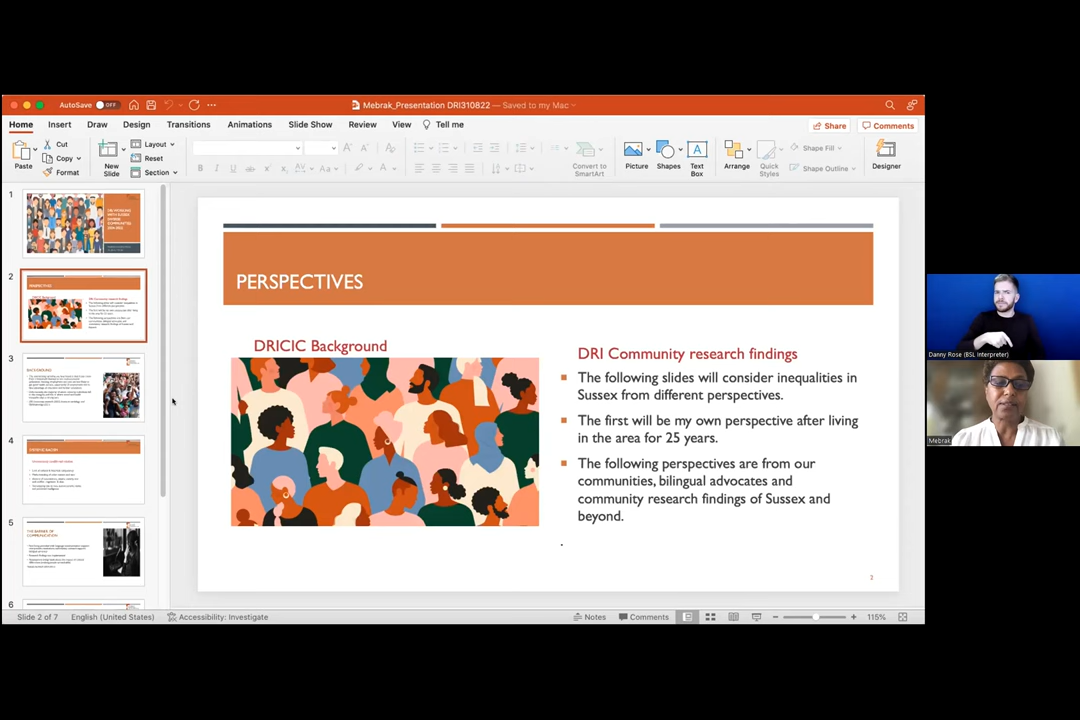 AutoSave OFF
Mebrak_Presentation DRI310822 — Saved to my Mac
Home Insert Draw Design Transitions Animations Slide Show Review View Tell me
Share Comments
Paste
Cut
Copy
Format
New
Slide
Layout
Reset
Section
Convert to
SmartArt
Picture
Shapes
Text
Box
Arrange
Quick
Styles
Shape Fill
Shape Outline
Designer
1
2
3
4
5
6
PERSPECTIVES
DRICIC Background
DRI Community research findings
The following slides will consider inequalities in
Sussex from different perspectives.
The first will be my own perspective after living
in the area for 25 years.
The following perspectives are from our
communities, bilingual advocates and
community research findings of Sussex and
beyond.
2
Danny Rose (BSL Interpreter)
Mebrak
Slide 2 of 7 English (United States) Accessibility: Investigate
Notes Comments 115%